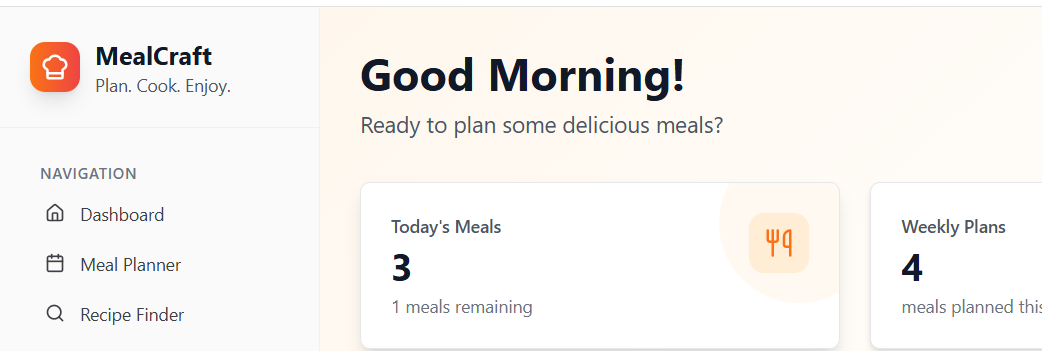 MealCraft
Plan. Cook. Enjoy.
NAVIGATION
Dashboard
Meal Planner
Recipe Finder
Good Morning!
Ready to plan some delicious meals?
Today's Meals
3
1 meals remaining
Weekly Plans
4
meals planned this